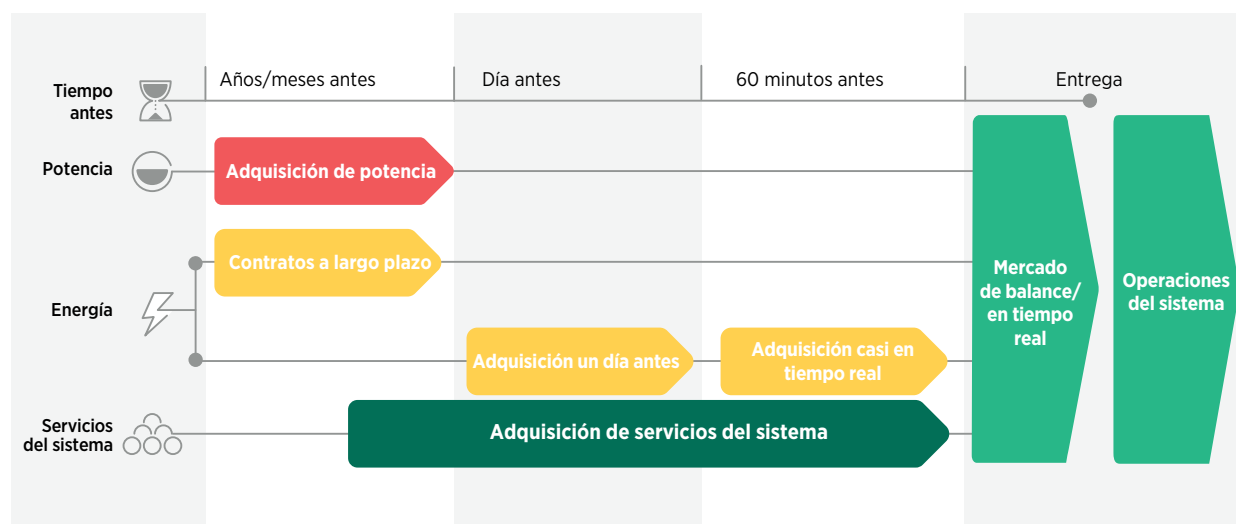 Tiempo
antes
Años/meses antes
Día antes
60 minutos antes
Entrega
Potencia
Adquisición de potencia
Contratos a largo plazo
Energía
Adquisición un día antes
Adquisición casi en
tiempo real
Servicios
del sistema
Adquisición de servicios del sistema
Mercado
de balance/
en tiempo
real
Operaciones
del sistema